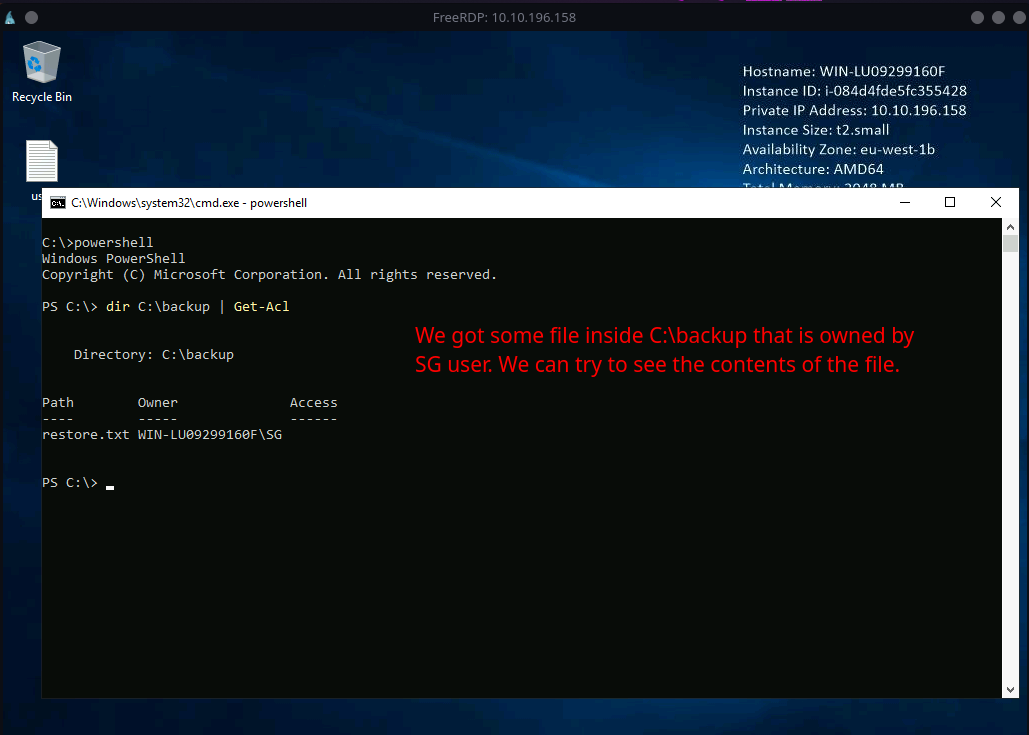 FreeRDP: 10.10.196.158
Recycle Bin
Hostname: WIN-LU09299160F
Instance ID: i-084d4fde5fc355428
Private IP Address: 10.10.196.158
Instance Size: t2.small
Availability Zone: eu-west-1b
Architecture: AMD64
Total Memory: 2048 MB
us
C:\Windows\system32\cmd.exe - powershell
C:\>powershell
Windows PowerShell
Copyright (C) Microsoft Corporation. All rights reserved.
PS C:\> dir C:\backup | Get-Acl
We got some file inside C:\backup that is owned by
SG user. We can try to see the contents of the file.
Directory: C:\backup
Path Owner Access
---- ----- ------
restore.txt WIN-LU09299160F\SG
PS C:\>